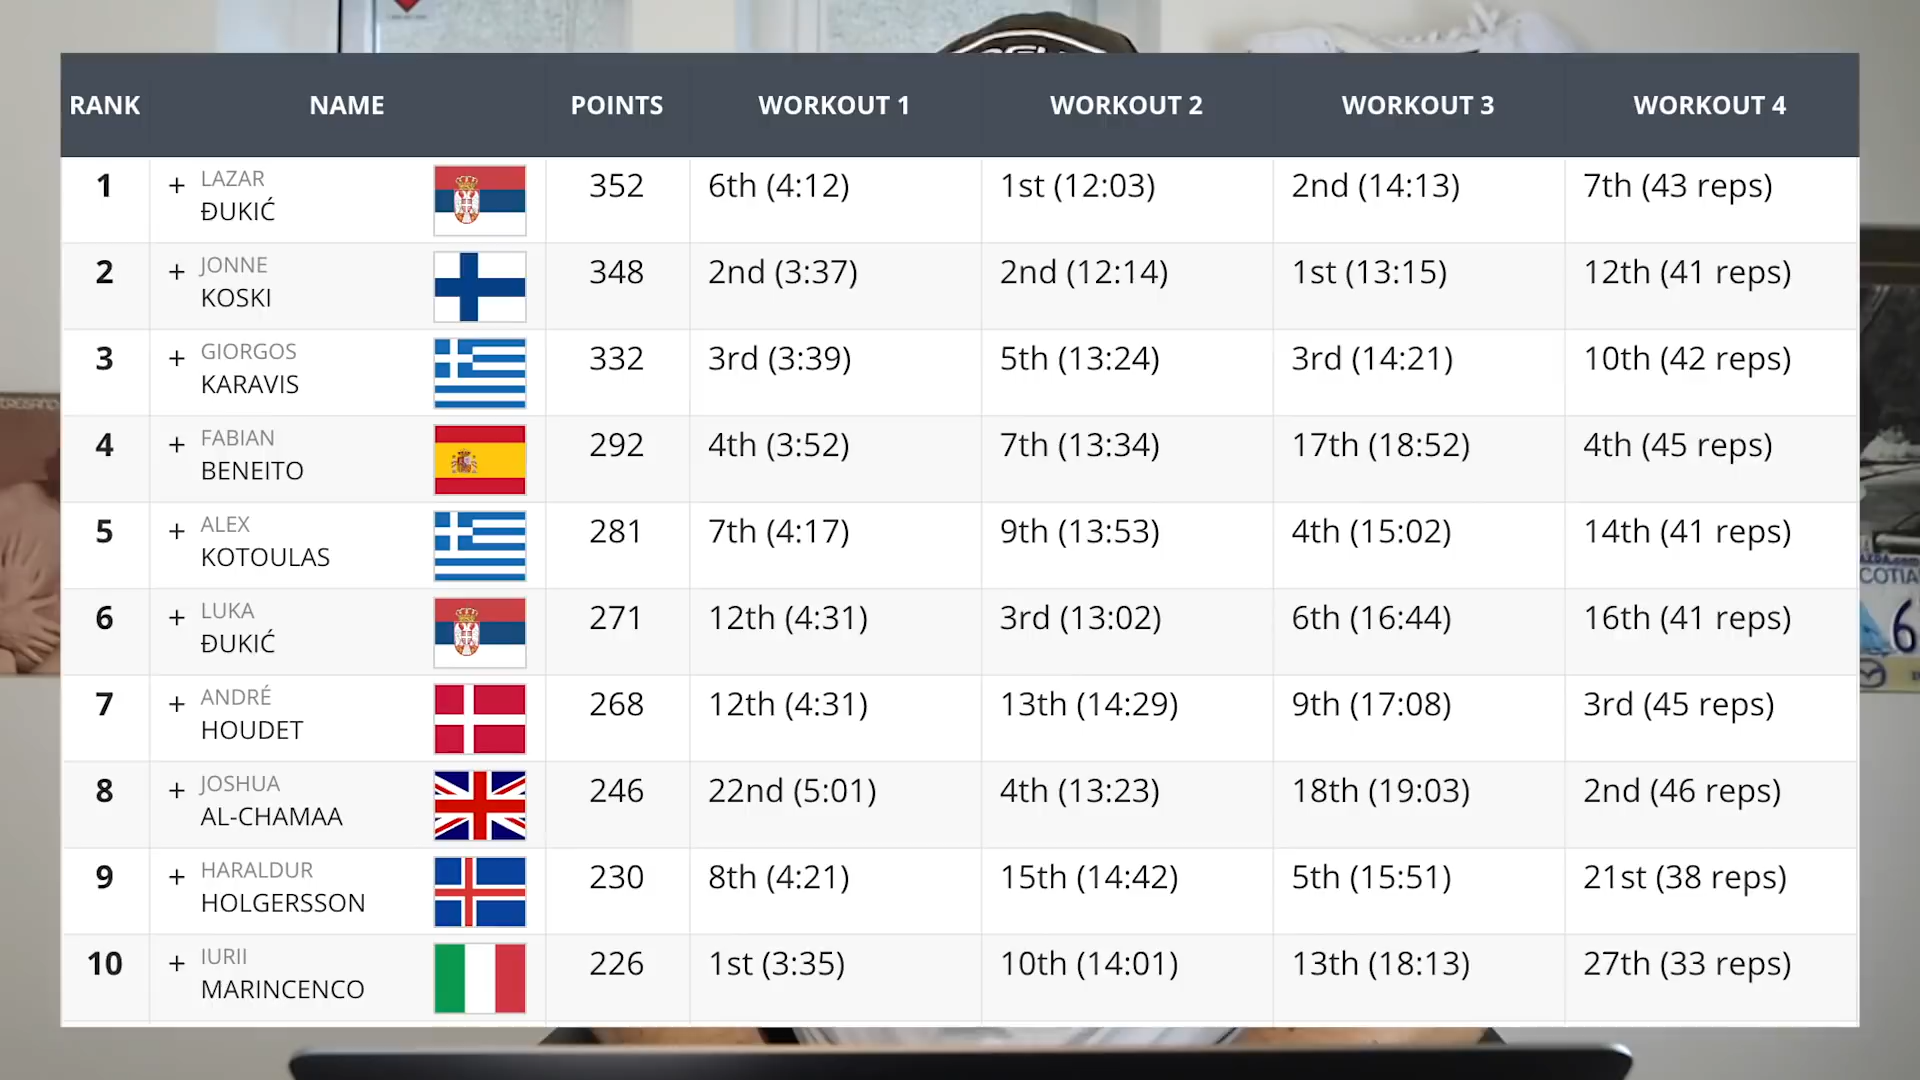 RANK NAME POINTS WORKOUT 1 WORKOUT 2 WORKOUT 3 WORKOUT 4
1 + LAZAR ĐUKIĆ 352 6th (4:12) 1st (12:03) 2nd (14:13) 7th (43 reps)
2 + JONNE KOSKI 348 2nd (3:37) 2nd (12:14) 1st (13:15) 12th (41 reps)
3 + GIORGOS KARAVIS 332 3rd (3:39) 5th (13:24) 3rd (14:21) 10th (42 reps)
4 + FABIAN BENEITO 292 4th (3:52) 7th (13:34) 17th (18:52) 4th (45 reps)
5 + ALEX KOTOULAS 281 7th (4:17) 9th (13:53) 4th (15:02) 14th (41 reps)
6 + LUKA ĐUKIĆ 271 12th (4:31) 3rd (13:02) 6th (16:44) 16th (41 reps)
7 + ANDRÉ HOUDET 268 12th (4:31) 13th (14:29) 9th (17:08) 3rd (45 reps)
8 + JOSHUA AL-CHAMAA 246 22nd (5:01) 4th (13:23) 18th (19:03) 2nd (46 reps)
9 + HARALDUR HOLGERSSON 230 8th (4:21) 15th (14:42) 5th (15:51) 21st (38 reps)
10 + IURII MARINCENCO 226 1st (3:35) 10th (14:01) 13th (18:13) 27th (33 reps)
COTIA
6